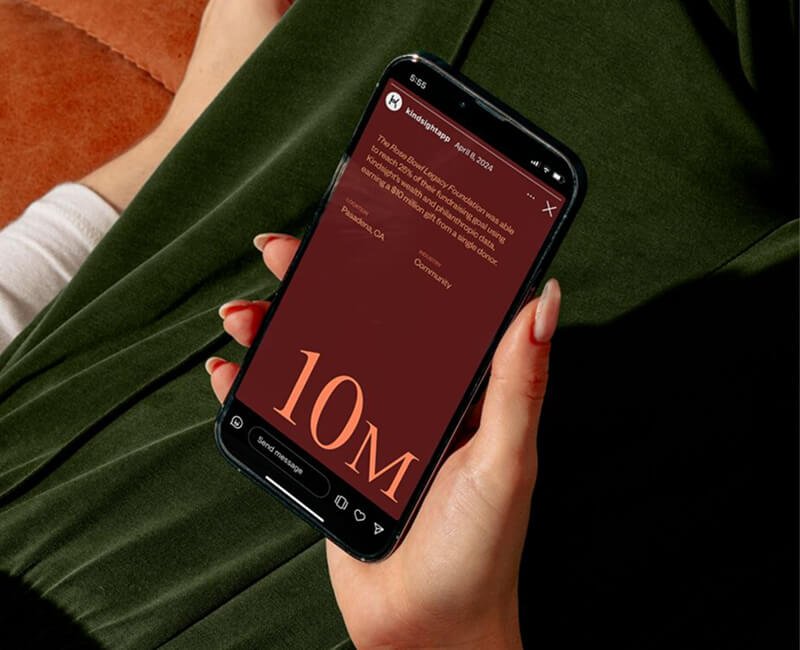 5:55
kindsightapp April 8, 2024
The Rose Bowl Legacy Foundation was able
to reach 25% of their fundraising goal using
Kindsight's wealth and philanthropic data,
earning a $10 million gift from a single donor.
LOCATION
Pasadena, CA
INDUSTRY
Community
10M
Send message